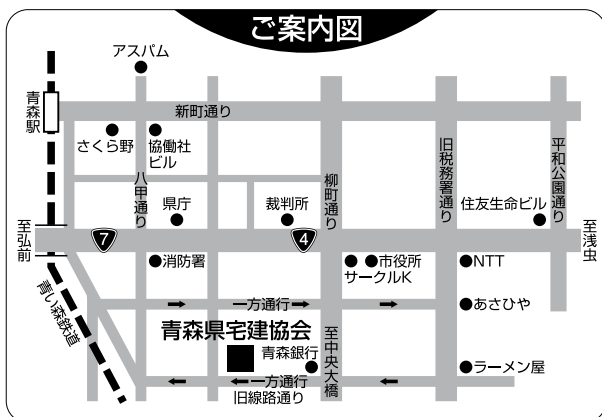 ご案内図
アスパム
青森駅
新町通り
さくら野
協働社
ビル
八甲通り
柳町通り
旧税務署通り
平和公園通り
県庁
裁判所
住友生命ビル
至弘前
7
4
至浅虫
消防署
市役所
サークルK
NTT
青い森鉄道
一方通行
あさひや
青森県宅建協会
青森銀行
至中央大橋
ラーメン屋
一方通行
旧線路通り